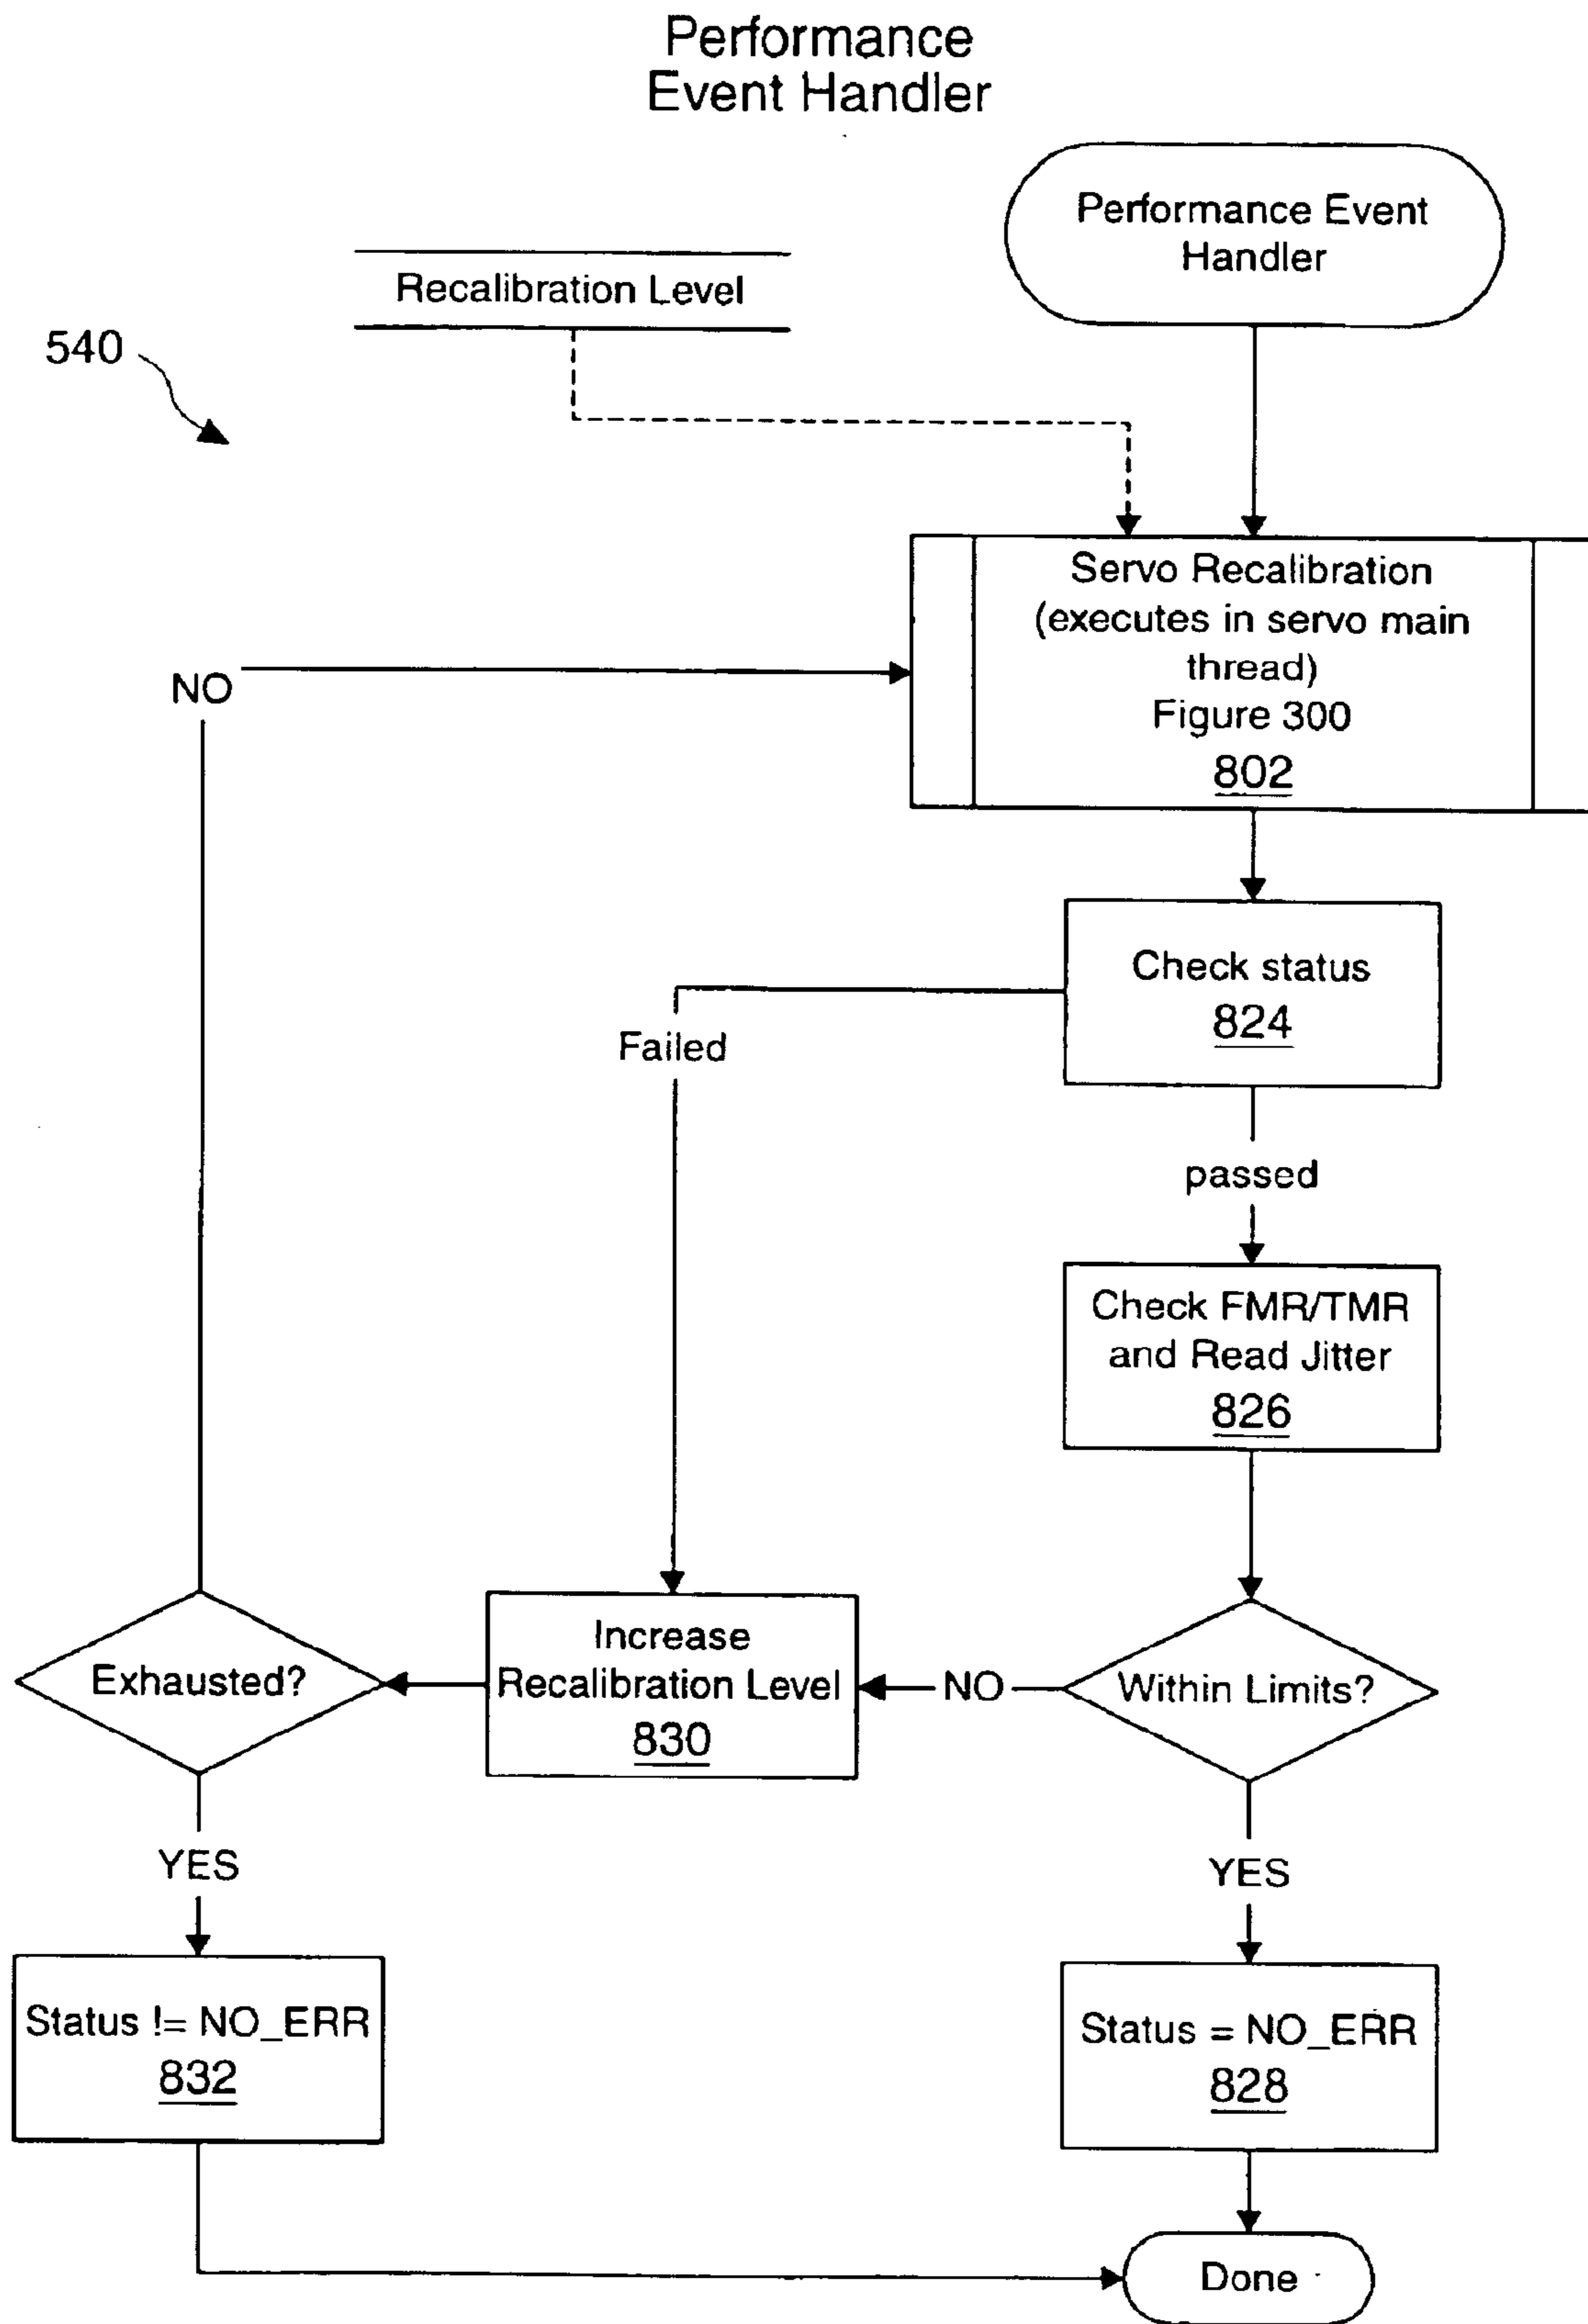 Performance
Event Handler
Performance Event
Handler
Recalibration Level
540
Servo Recalibration
(executes in servo main
thread)
Figure 300
802
NO
Check status
824
Failed
passed
Check FMR/TMR
and Read Jitter
826
Exhausted?
Increase
Recalibration Level
830
NO
Within Limits?
YES
YES
Status != NO_ERR
832
Status = NO_ERR
828
Done